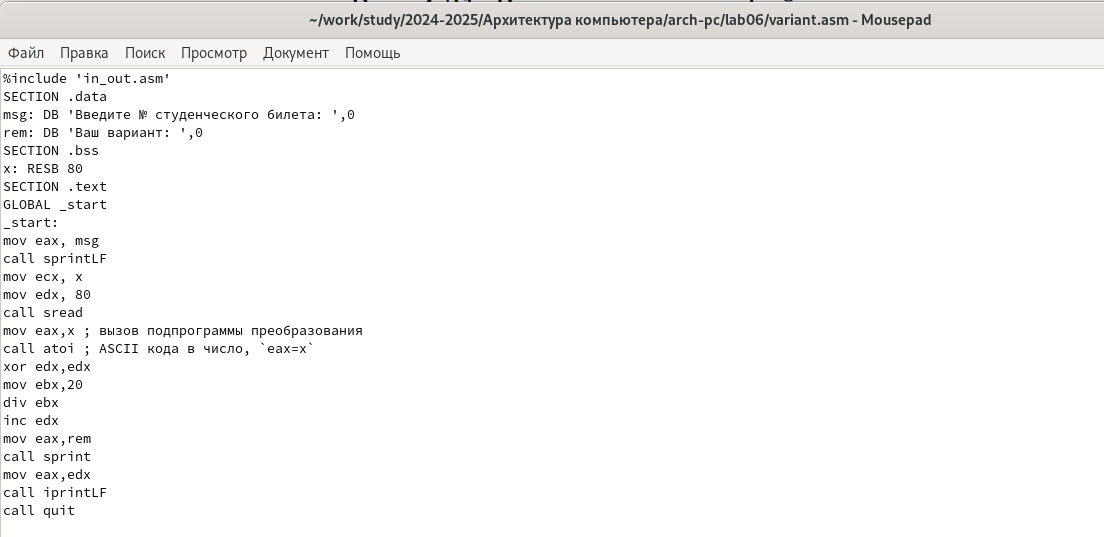 ~/work/study/2024-2025/Архитектура компьютера/arch-pc/lab06/variant.asm - Mousepad
Файл Правка Поиск Просмотр Документ Помощь
%include 'in_out.asm'
SECTION .data
msg: DB 'Введите № студенческого билета: ',0
rem: DB 'Ваш вариант: ',0
SECTION .bss
x: RESB 80
SECTION .text
GLOBAL _start
_start:
mov eax, msg
call sprintLF
mov ecx, x
mov edx, 80
call sread
mov eax,x ; вызов подпрограммы преобразования
call atoi ; ASCII кода в число, `eax=x`
xor edx,edx
mov ebx,20
div ebx
inc edx
mov eax,rem
call sprint
mov eax,edx
call iprintLF
call quit